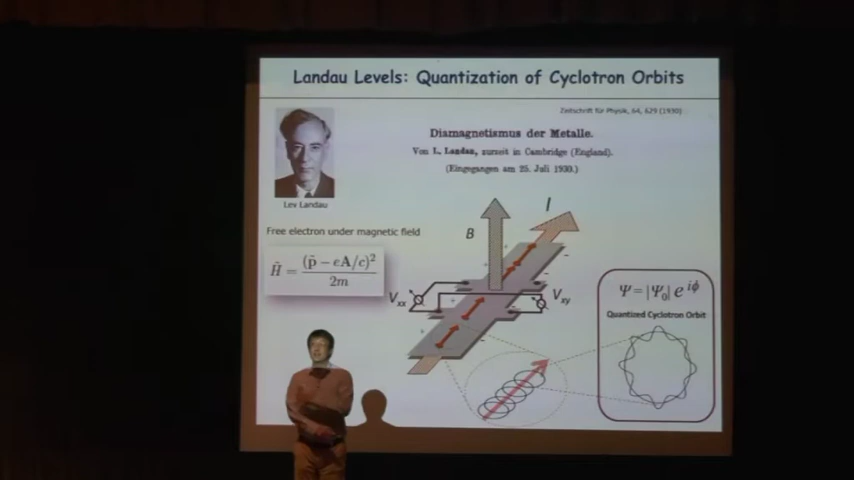 Landau Levels: Quantization of Cyclotron Orbits
Zeitschrift für Physik, 64, 629 (1930)
Diamagnetismus der Metalle.
Von L. Landau, zurzeit in Cambridge (England).
(Eingegangen am 25. Juli 1930.)
Lev Landau
Free electron under magnetic field
Ĥ = (p̂ − eA/c)² / 2m
B
I
Vxx
Vxy
Ψ = |Ψ₀| e^{iϕ}
Quantized Cyclotron Orbit